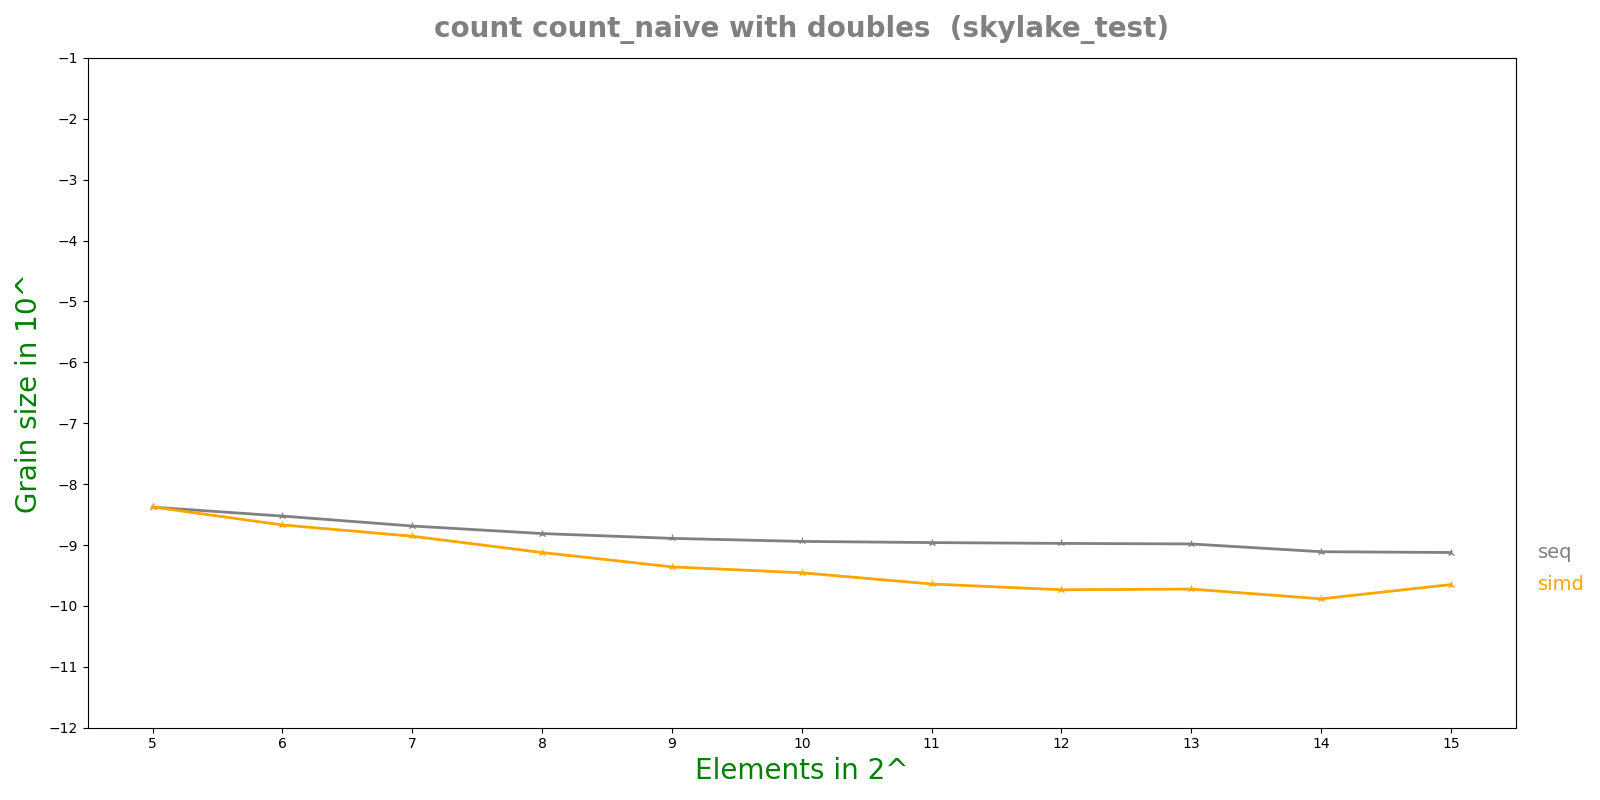 count count_naive with doubles  (skylake_test)
−1
−2
−3
−4
−5
−6
−7
−8
−9
−10
−11
−12
Grain size in 10^
5 6 7 8 9 10 11 12 13 14 15
Elements in 2^
seq
simd